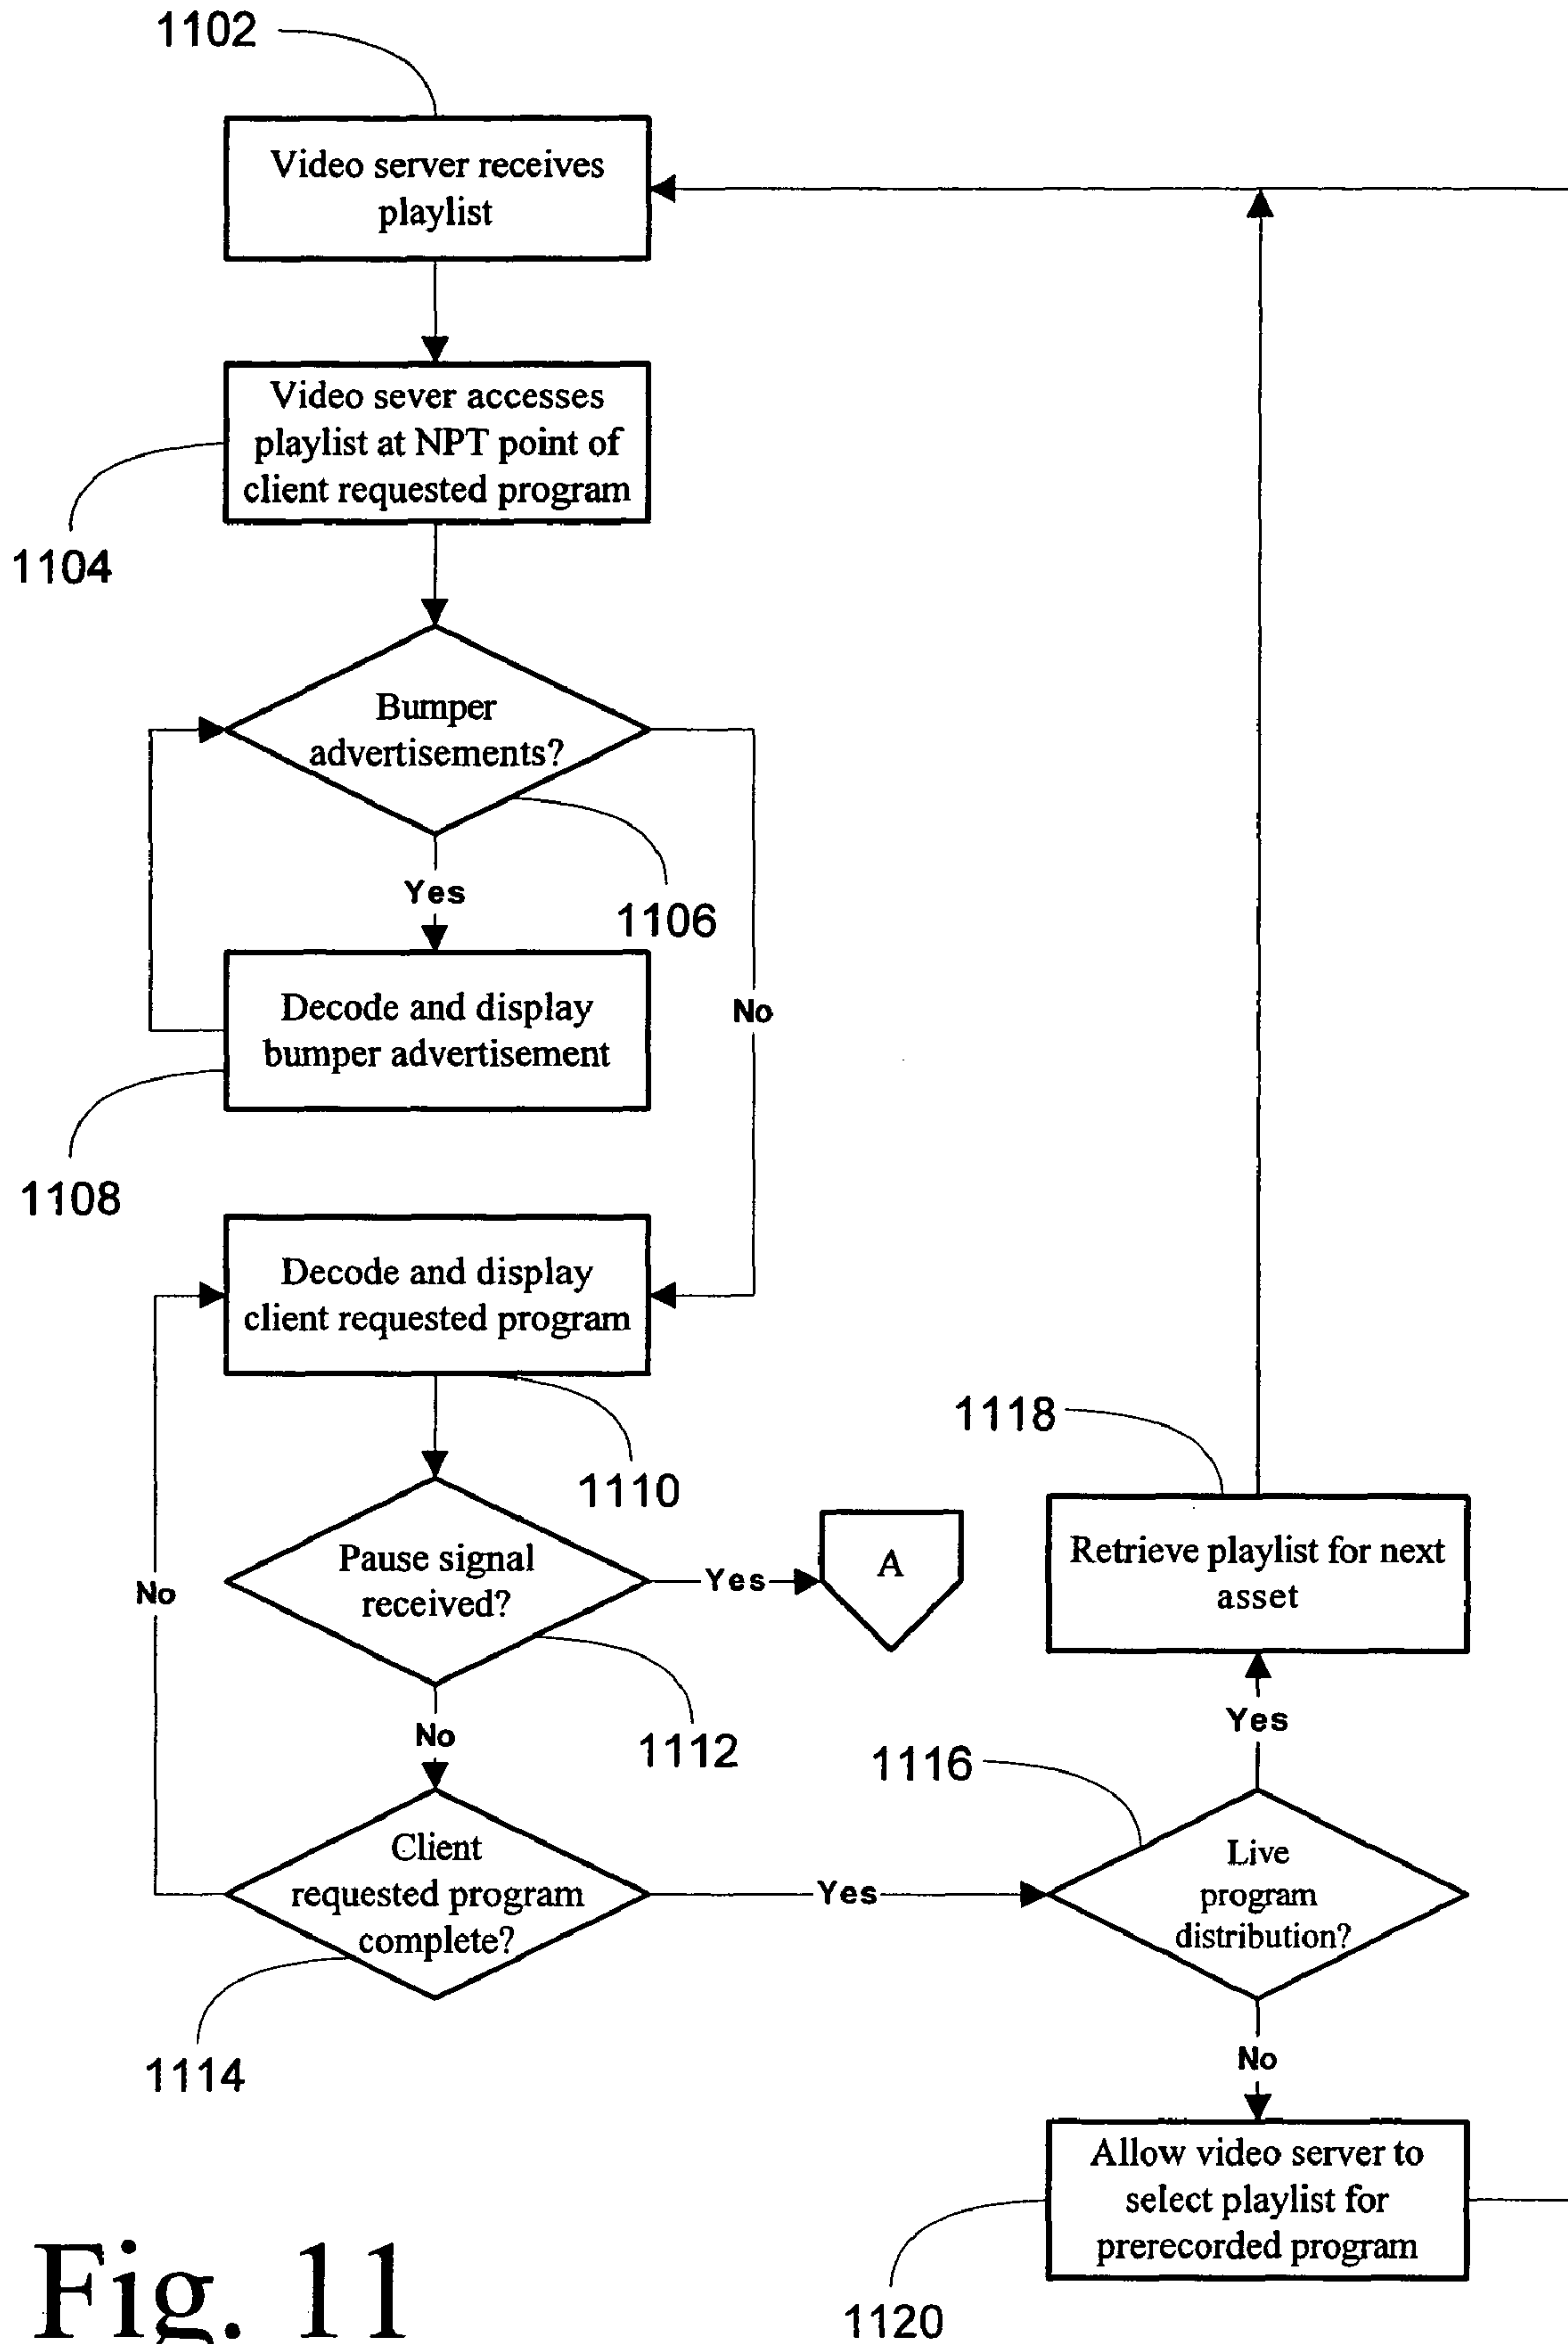 1102
Video server receives
playlist
Video sever accesses
playlist at NPT point of
client requested program
1104
Bumper
advertisements?
Yes
1106
Decode and display
bumper advertisement
No
1108
Decode and display
client requested program
1110
1118
Pause signal
received?
Yes
A
Retrieve playlist for next
asset
No
No
1112
Yes
1116
Client
requested program
complete?
Yes
Live
program
distribution?
1114
No
Allow video server to
select playlist for
prerecorded program
1120
Fig. 11